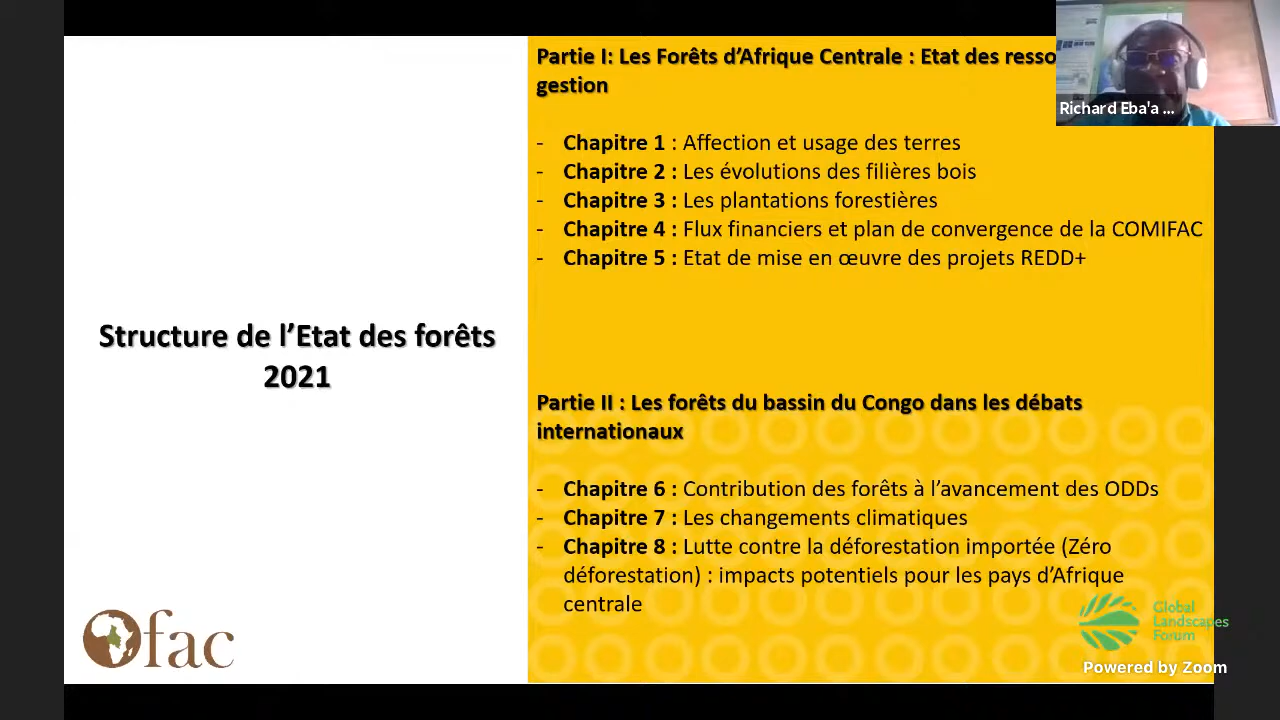 Partie I: Les Forêts d'Afrique Centrale : Etat des
gestion
- Chapitre 1 : Affection et usage des terres
- Chapitre 2 : Les évolutions des filières bois
- Chapitre 3 : Les plantations forestières
- Chapitre 4 : Flux financiers et plan de convergence de la COMIFAC
- Chapitre 5 : Etat de mise en œuvre des projets REDD+
Structure de l'Etat des forêts
2021
Partie II : Les forêts du bassin du Congo dans les débats
internationaux
- Chapitre 6 : Contribution des forêts à l'avancement des ODDs
- Chapitre 7 : Les changements climatiques
- Chapitre 8 : Lutte contre la déforestation importée (Zéro
déforestation) : impacts potentiels pour les pays d'Afrique
centrale
Ofac
Global
Landscapes
Forum
Powered by Zoom
Richard Eba'a ...